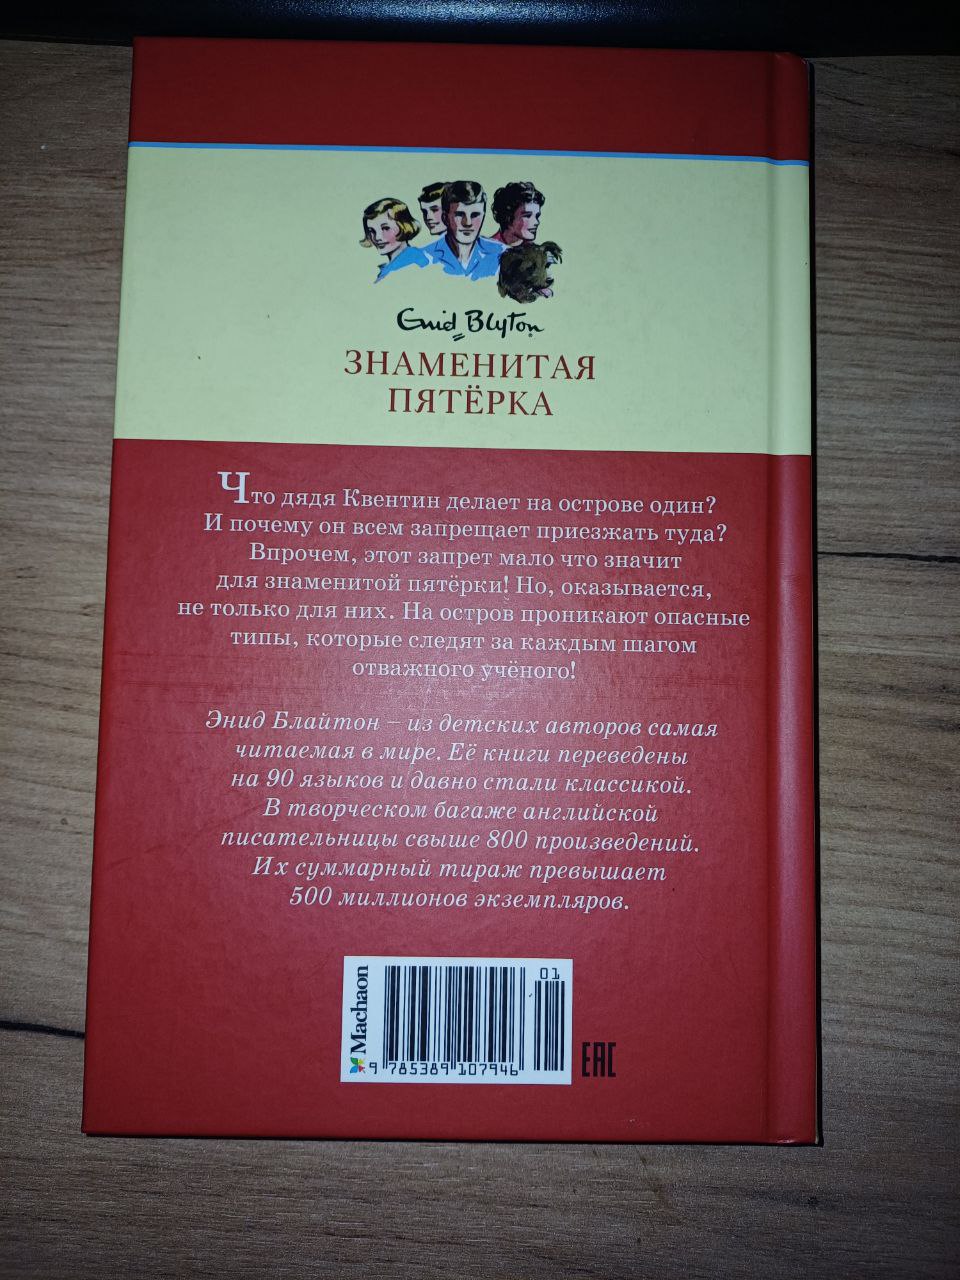 Enid Blyton
ЗНАМЕНИТАЯ
ПЯТЁРКА
Что дядя Квентин делает на острове один?
И почему он всем запрещает приезжать туда?
Впрочем, этот запрет мало что значит
для знаменитой пятёрки! Но, оказывается,
не только для них. На остров проникают опасные
типы, которые следят за каждым шагом
отважного учёного!
Энид Блайтон – из детских авторов самая
читаемая в мире. Её книги переведены
на 90 языков и давно стали классикой.
В творческом багаже английской
писательницы свыше 800 произведений.
Их суммарный тираж превышает
500 миллионов экземпляров.
Machaon
01
9 785389 107946
EAC